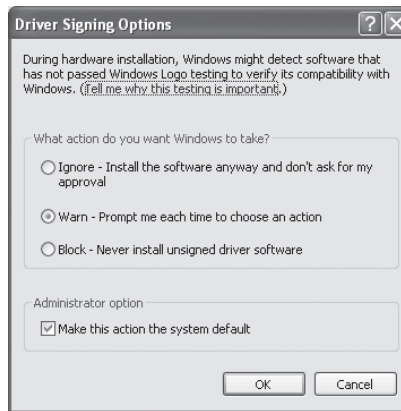 Driver Signing Options
During hardware installation, Windows might detect software that
has not passed Windows Logo testing to verify its compatibility with
Windows. (Tell me why this testing is important.)
What action do you want Windows to take?
Ignore - Install the software anyway and don't ask for my
approval
Warn - Prompt me each time to choose an action
Block - Never install unsigned driver software
Administrator option
Make this action the system default
OK Cancel